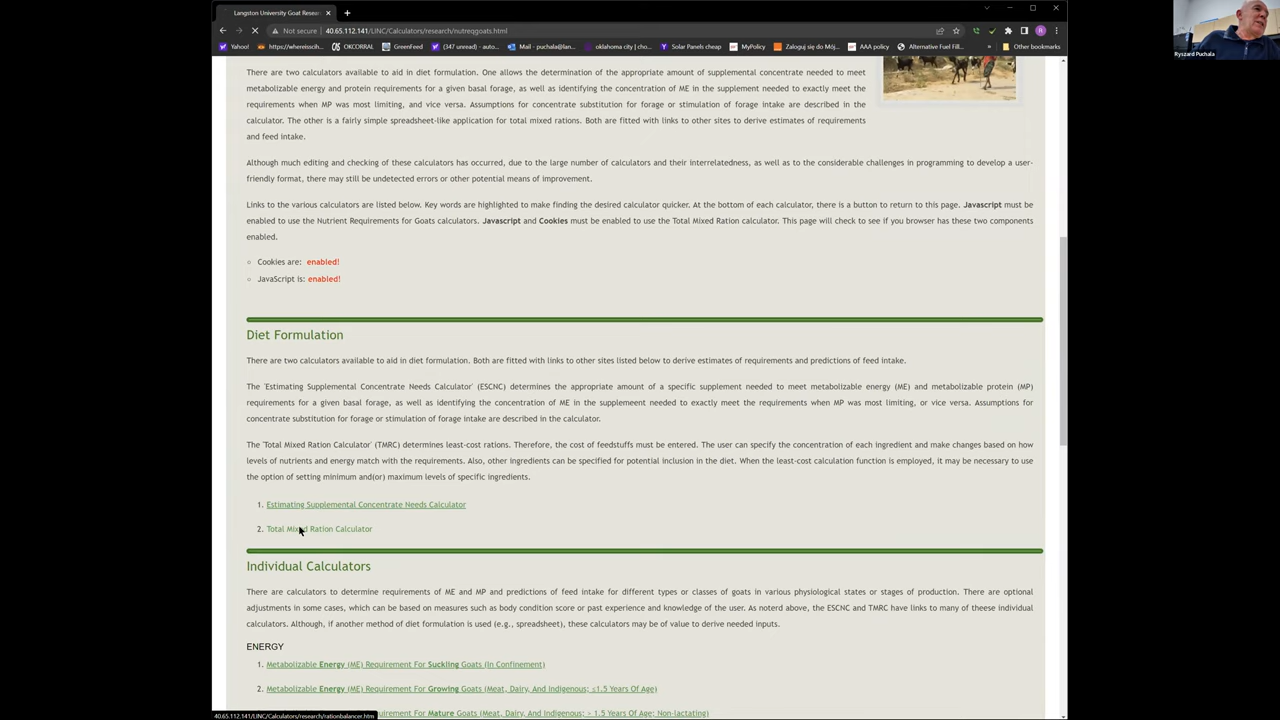 Langston University Goat Resear
Not secure | 40.65.112.141/LINC/Calculators/research/nutreqgoats.html
Yahoo! https://whereisscih... OKCORRAL GreenFeed (347 unread) - auto... Mail - puchala@lan... oklahoma city | cho... Solar Panels cheap MyPolicy Zaloguj się do Mój... AAA policy Alternative Fuel Fill... Other bookmarks
Ryszard Puchala
There are two calculators available to aid in diet formulation. One allows the determination of the appropriate amount of supplemental concentrate needed to meet
metabolizable energy and protein requirements for a given basal forage, as well as identifying the concentration of ME in the supplement needed to exactly meet the
requirements when MP was most limiting, and vice versa. Assumptions for concentrate substitution for forage or stimulation of forage intake are described in the
calculator. The other is a fairly simple spreadsheet-like application for total mixed rations. Both are fitted with links to other sites to derive estimates of requirements
and feed intake.
Although much editing and checking of these calculators has occurred, due to the large number of calculators and their interrelatedness, as well as to the considerable challenges in programming to develop a user-
friendly format, there may still be undetected errors or other potential means of improvement.
Links to the various calculators are listed below. Key words are highlighted to make finding the desired calculator quicker. At the bottom of each calculator, there is a button to return to this page. Javascript must be
enabled to use the Nutrient Requirements for Goats calculators. Javascript and Cookies must be enabled to use the Total Mixed Ration calculator. This page will check to see if you browser has these two components
enabled.
Cookies are: enabled!
JavaScript is: enabled!
Diet Formulation
There are two calculators available to aid in diet formulation. Both are fitted with links to other sites listed below to derive estimates of requirements and predictions of feed intake.
The 'Estimating Supplemental Concentrate Needs Calculator' (ESCNC) determines the appropriate amount of a specific supplement needed to meet metabolizable energy (ME) and metabolizable protein (MP)
requirements for a given basal forage, as well as identifying the concentration of ME in the supplement needed to exactly meet the requirements when MP was most limiting, or vice versa. Assumptions for
concentrate substitution for forage or stimulation of forage intake are described in the calculator.
The 'Total Mixed Ration Calculator' (TMRC) determines least-cost rations. Therefore, the cost of feedstuffs must be entered. The user can specify the concentration of each ingredient and make changes based on how
levels of nutrients and energy match with the requirements. Also, other ingredients can be specified for potential inclusion in the diet. When the least-cost calculation function is employed, it may be necessary to use
the option of setting minimum and(or) maximum levels of specific ingredients.
1. Estimating Supplemental Concentrate Needs Calculator
2. Total Mixed Ration Calculator
Individual Calculators
There are calculators to determine requirements of ME and MP and predictions of feed intake for different types or classes of goats in various physiological states or stages of production. There are optional
adjustments in some cases, which can be based on measures such as body condition score or past experience and knowledge of the user. As noterd above, the ESCNC and TMRC have links to many of theese individual
calculators. Although, if another method of diet formulation is used (e.g., spreadsheet), these calculators may be of value to derive needed inputs.
ENERGY
1. Metabolizable Energy (ME) Requirement For Suckling Goats (In Confinement)
2. Metabolizable Energy (ME) Requirement For Growing Goats (Meat, Dairy, And Indigenous; ≤1.5 Years Of Age)
Requirement For Mature Goats (Meat, Dairy, And Indigenous; > 1.5 Years Of Age; Non-lactating)
40.65.112.141/LINC/Calculators/research/rationbalancer.htm